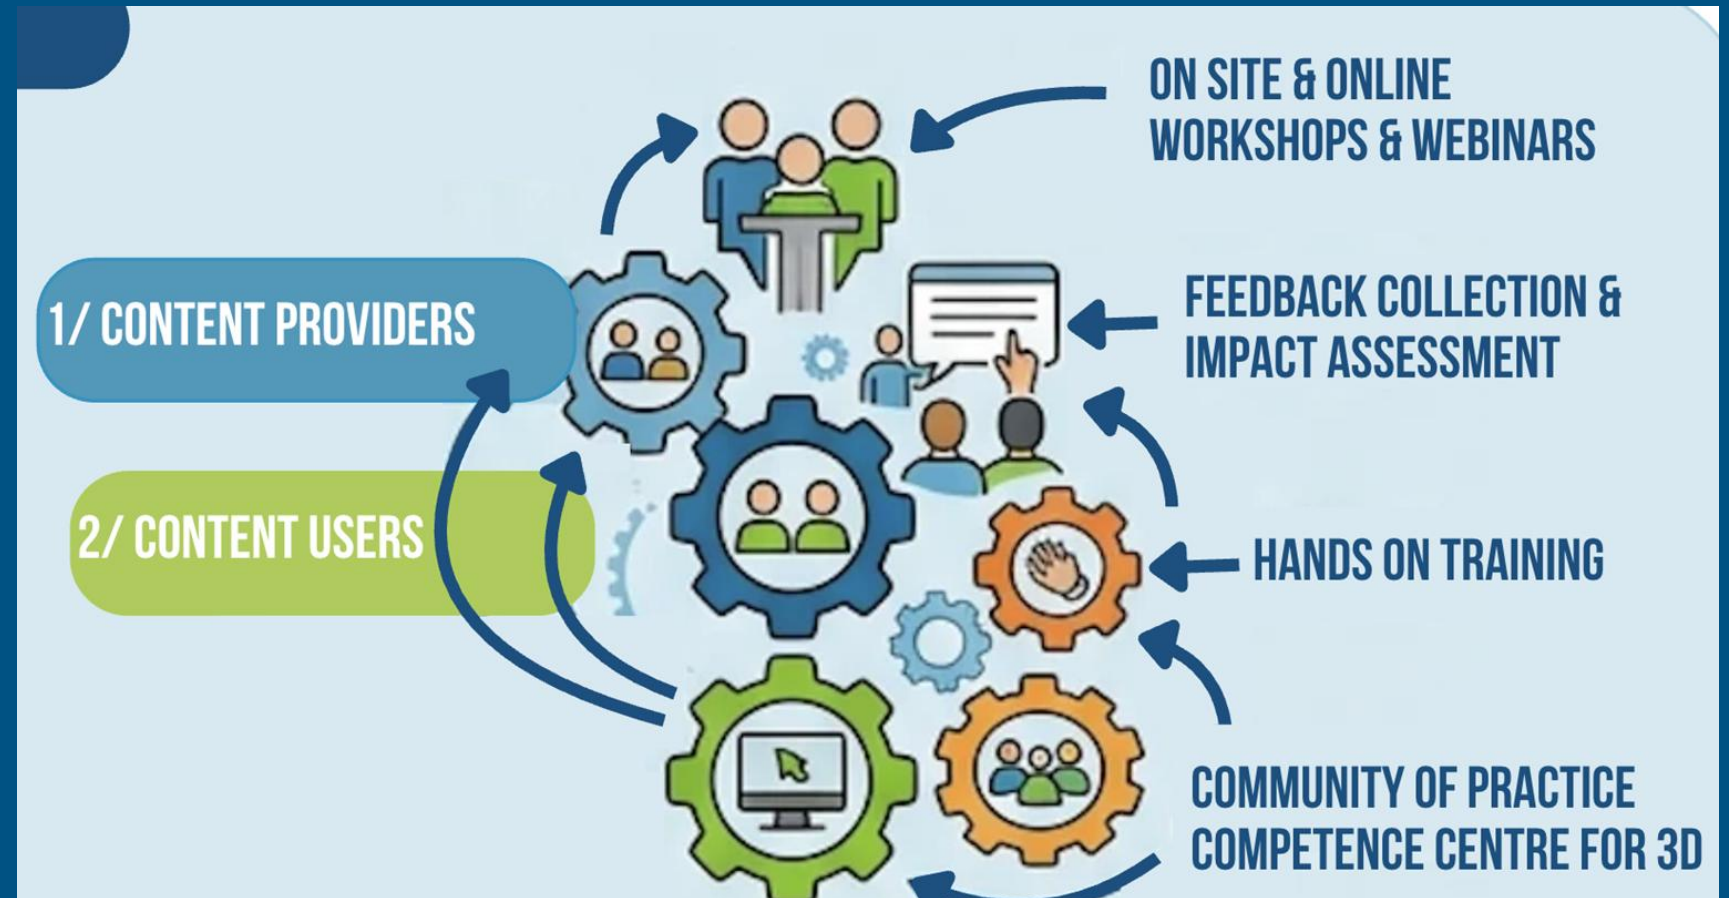 ON SITE & ONLINE
WORKSHOPS & WEBINARS
1/ CONTENT PROVIDERS
FEEDBACK COLLECTION &
IMPACT ASSESSMENT
2/ CONTENT USERS
HANDS ON TRAINING
COMMUNITY OF PRACTICE
COMPETENCE CENTRE FOR 3D